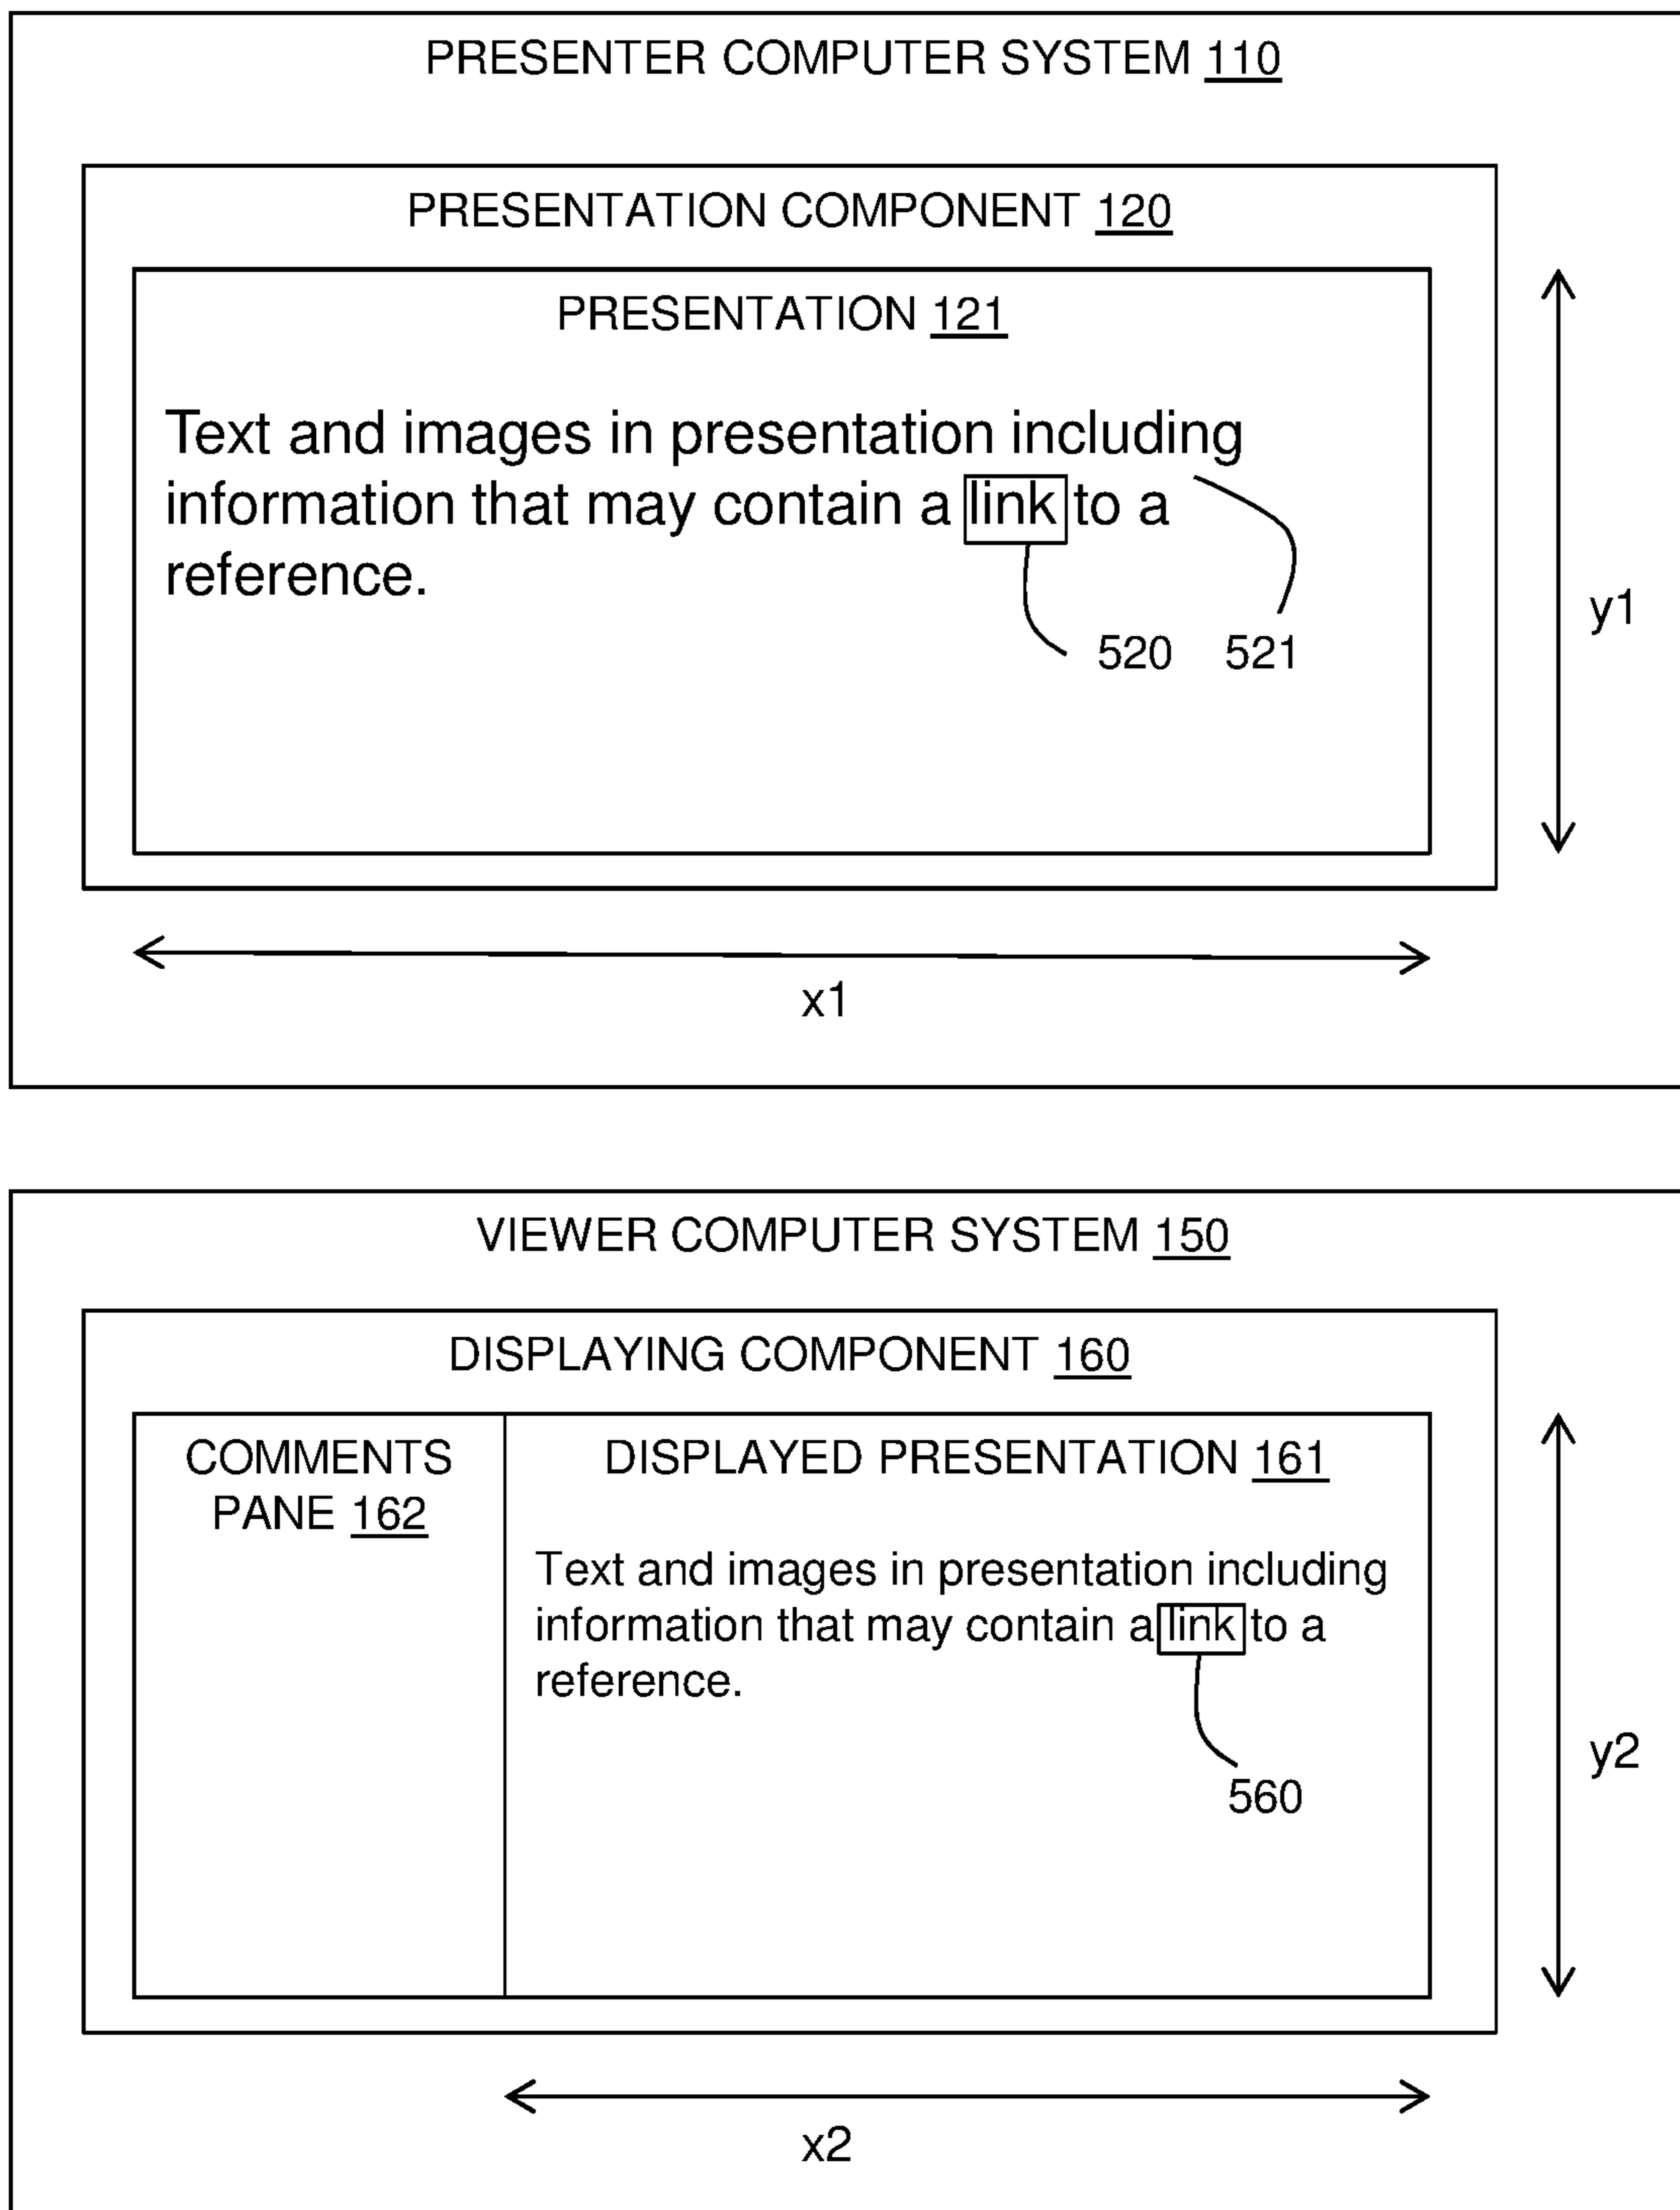 PRESENTER COMPUTER SYSTEM 110
PRESENTATION COMPONENT 120
PRESENTATION 121
Text and images in presentation including
information that may contain a link to a
reference.
520 521
y1
x1
VIEWER COMPUTER SYSTEM 150
DISPLAYING COMPONENT 160
COMMENTS
PANE 162
DISPLAYED PRESENTATION 161
Text and images in presentation including
information that may contain a link to a
reference.
560
y2
x2